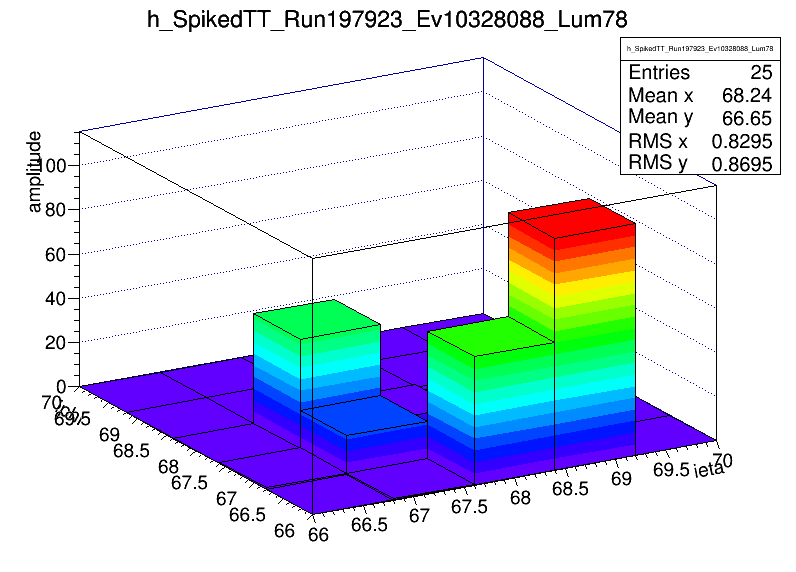 h_SpikedTT_Run197923_Ev10328088_Lum78
h_SpikedTT_Run197923_Ev10328088_Lum78
Entries 25
Mean x 68.24
Mean y 66.65
RMS x 0.8295
RMS y 0.8695
amplitude
100
80
60
40
20
0
70
69.5
69
68.5
68
67.5
67
66.5
66
66
66.5
67
67.5
68
68.5
69
69.5
70
ieta